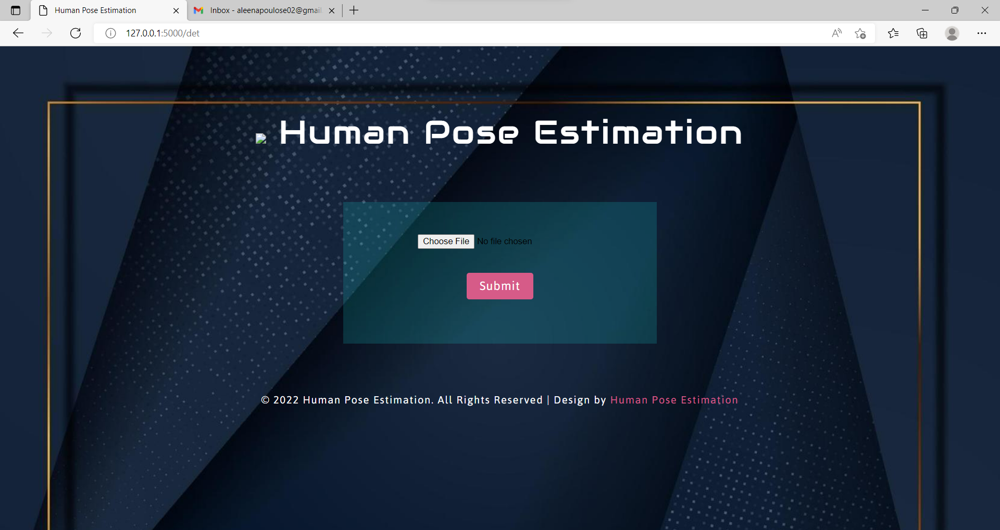 Human Pose Estimation
Inbox - aleenapoulose02@gmail
127.0.0.1:5000/det
Human Pose Estimation
Choose File No file chosen
Submit
© 2022 Human Pose Estimation. All Rights Reserved | Design by Human Pose Estimation